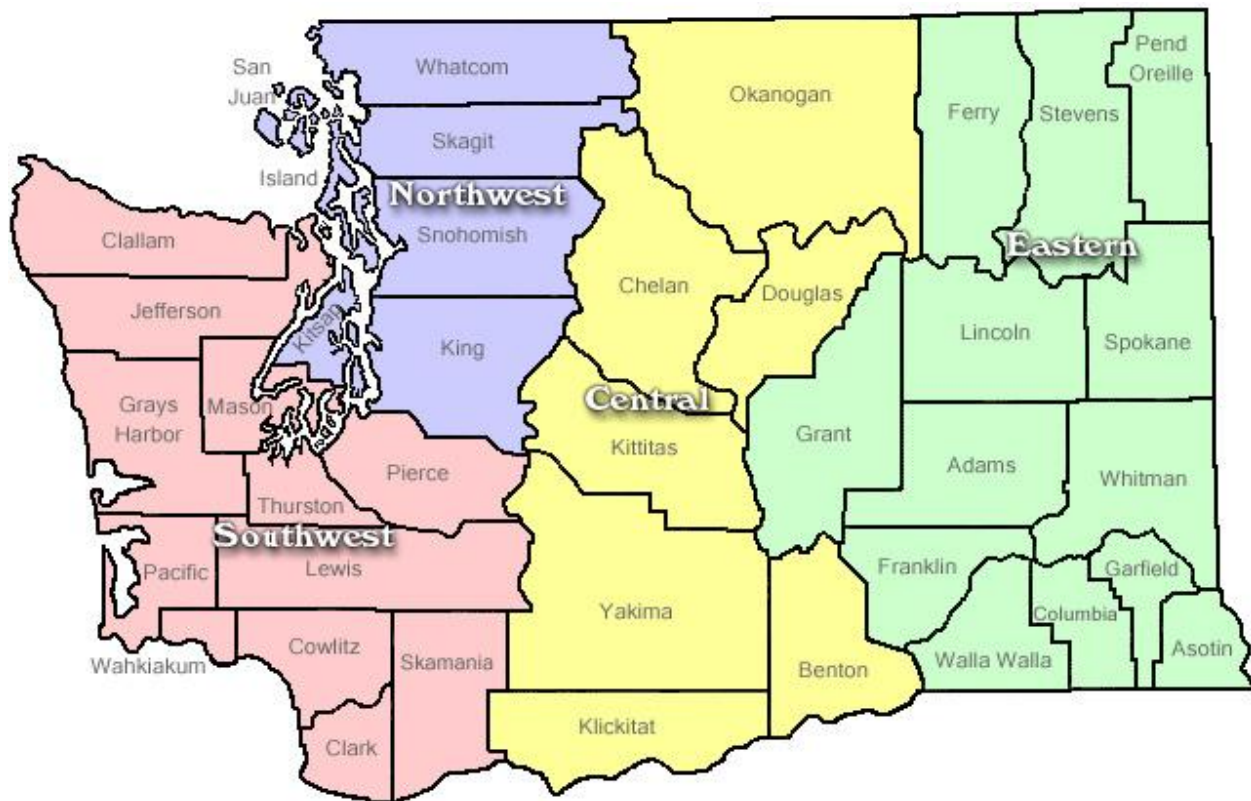 Whatcom
San
Juan
Skagit
Island
Northwest
Snohomish
Clallam
Jefferson
Kitsap
King
Grays
Harbor
Mason
Pierce
Thurston
Southwest
Pacific
Lewis
Wahkiakum
Cowlitz
Skamania
Clark
Okanogan
Chelan
Douglas
Central
Kittitas
Yakima
Benton
Klickitat
Ferry
Stevens
Pend
Oreille
Eastern
Lincoln
Spokane
Grant
Adams
Whitman
Franklin
Garfield
Columbia
Walla Walla
Asotin